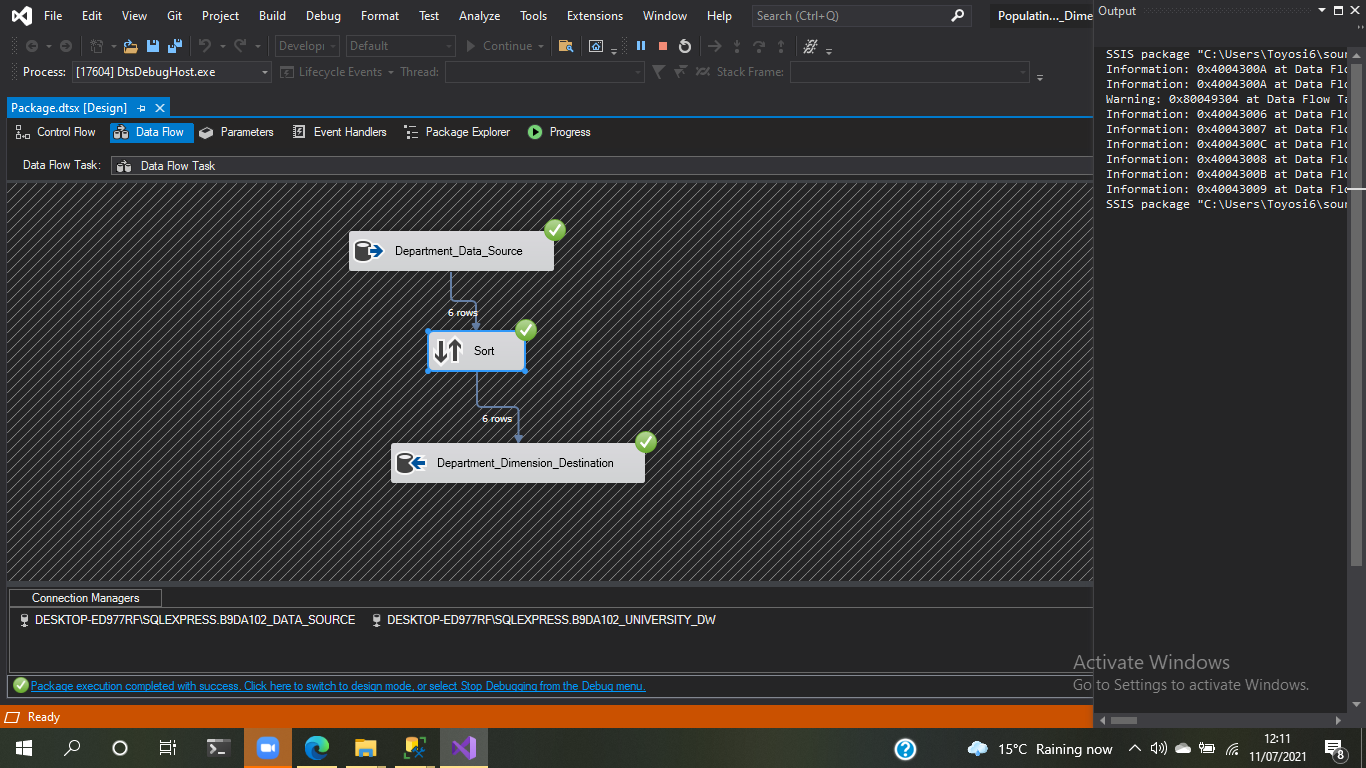 File Edit View Git Project Build Debug Format Test Analyze Tools Extensions Window Help Search (Ctrl+Q) Populatin..._Dime
Output
Develop Default Continue
Process: [17604] DtsDebugHost.exe Lifecycle Events Thread: Stack Frame:
Package.dtsx [Design]
Control Flow Data Flow Parameters Event Handlers Package Explorer Progress
Data Flow Task: Data Flow Task
SSIS package "C:\Users\Toyosi6\sour
Information: 0x4004300A at Data Flo
Information: 0x4004300A at Data Flo
Warning: 0x80049304 at Data Flow Ta
Information: 0x40043006 at Data Flo
Information: 0x40043007 at Data Flo
Information: 0x4004300C at Data Flo
Information: 0x40043008 at Data Flo
Information: 0x4004300B at Data Flo
Information: 0x40043009 at Data Flo
SSIS package "C:\Users\Toyosi6\sour
Department_Data_Source
6 rows
Sort
6 rows
Department_Dimension_Destination
Connection Managers
DESKTOP-ED977RF\SQLEXPRESS.B9DA102_DATA_SOURCE DESKTOP-ED977RF\SQLEXPRESS.B9DA102_UNIVERSITY_DW
Package execution completed with success. Click here to switch to design mode, or select Stop Debugging from the Debug menu.
Activate Windows
Go to Settings to activate Windows.
Ready
15°C Raining now
12:11
11/07/2021
8